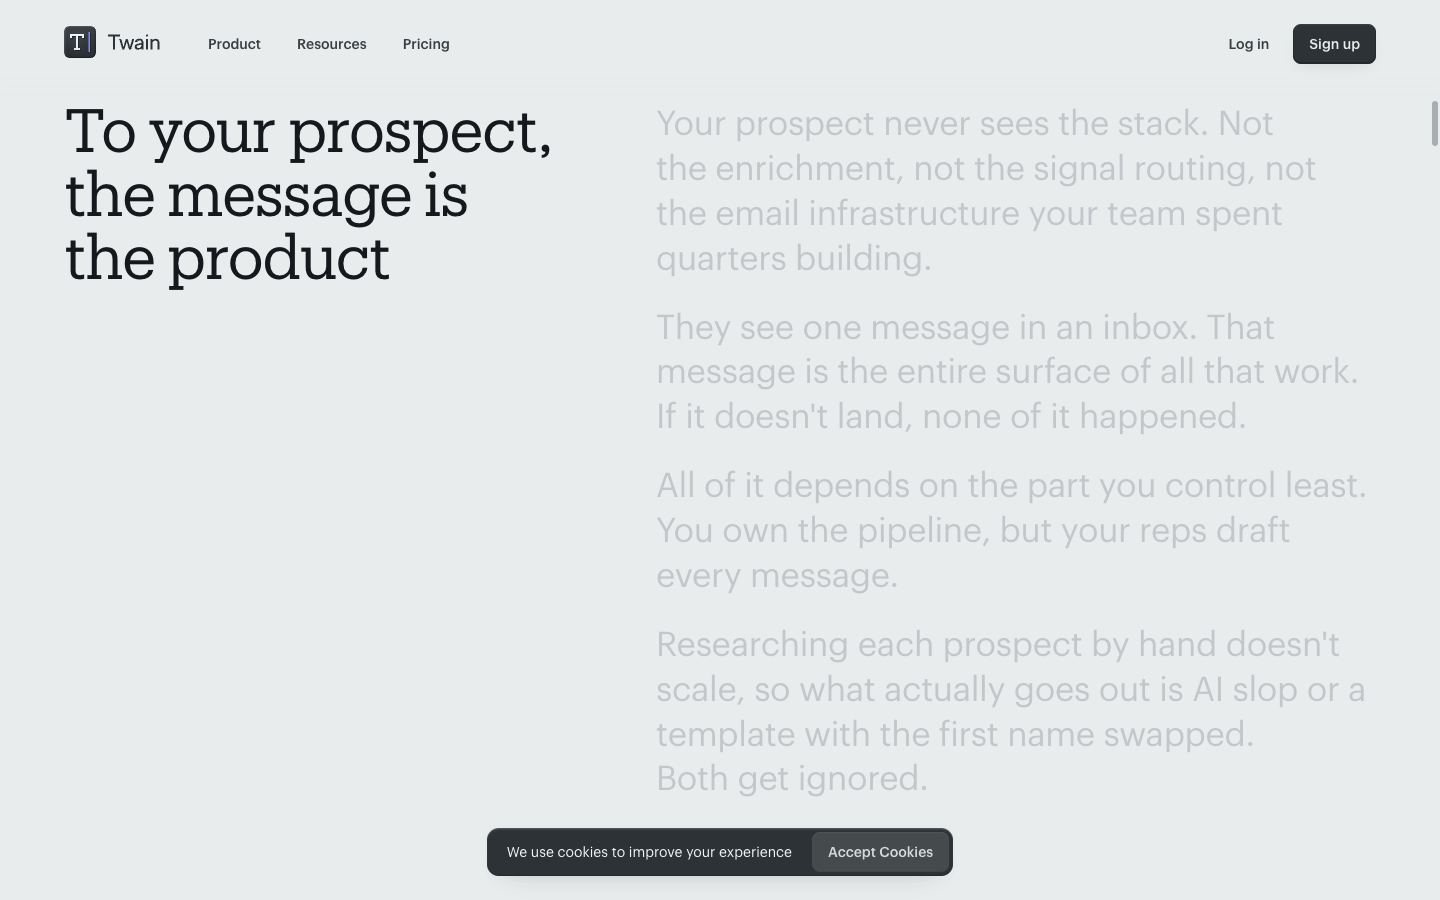 T Twain Product Resources Pricing Log in Sign up
To your prospect,
the message is
the product
Your prospect never sees the stack. Not
the enrichment, not the signal routing, not
the email infrastructure your team spent
quarters building.
They see one message in an inbox. That
message is the entire surface of all that work.
If it doesn't land, none of it happened.
All of it depends on the part you control least.
You own the pipeline, but your reps draft
every message.
Researching each prospect by hand doesn't
scale, so what actually goes out is AI slop or a
template with the first name swapped.
Both get ignored.
We use cookies to improve your experience Accept Cookies